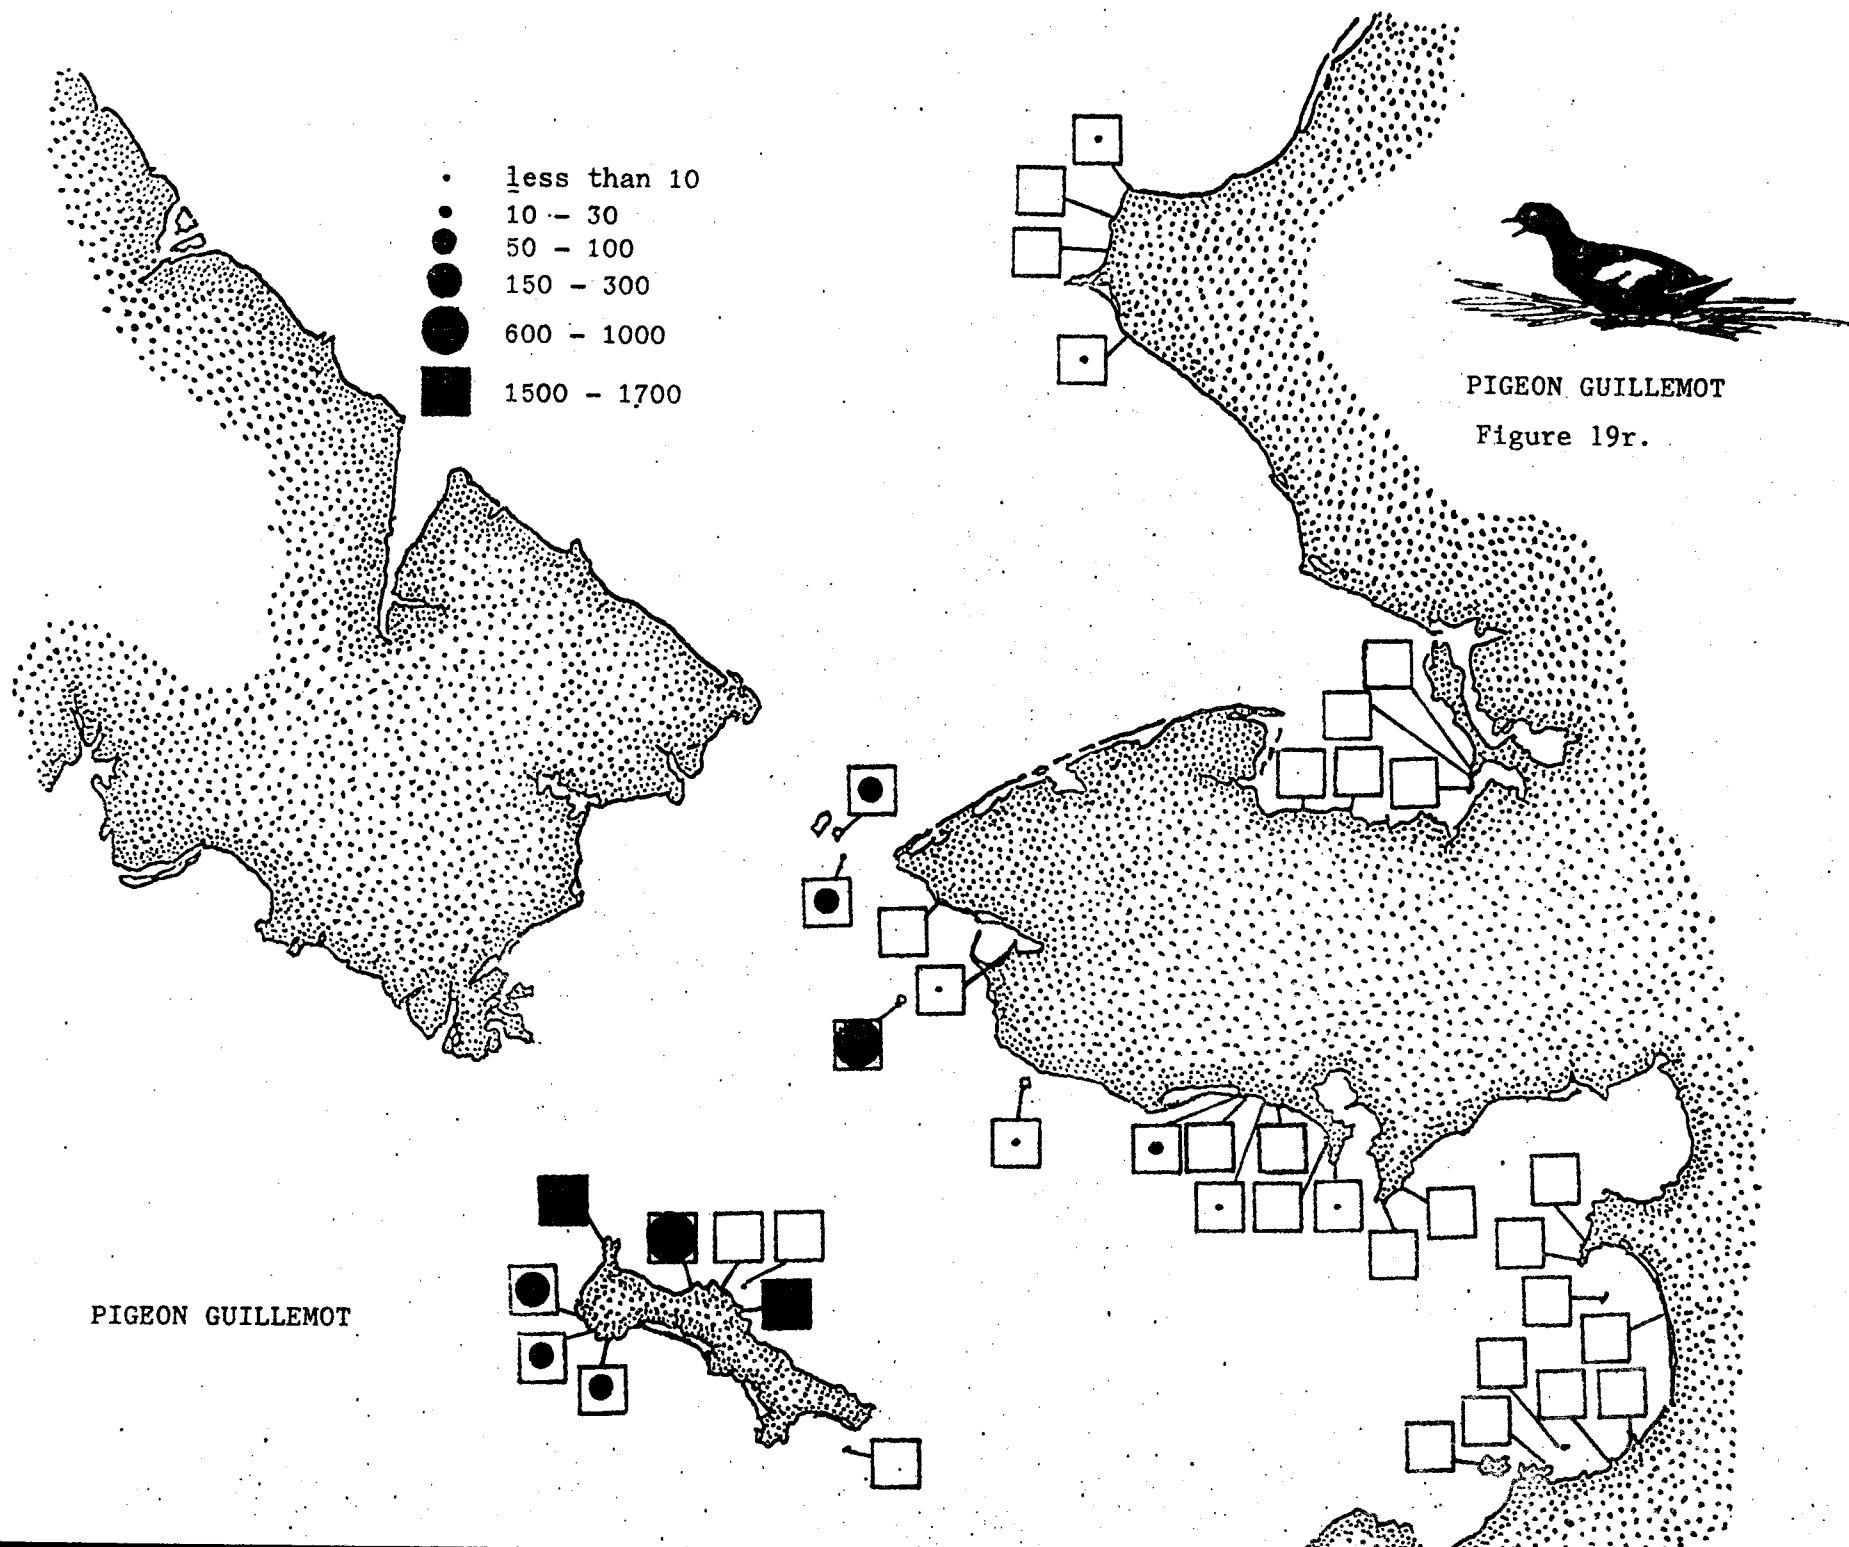 less than 10
10 - 30
50 - 100
150 - 300
600 - 1000
1500 - 1700
PIGEON GUILLEMOT
Figure 19r.
PIGEON GUILLEMOT